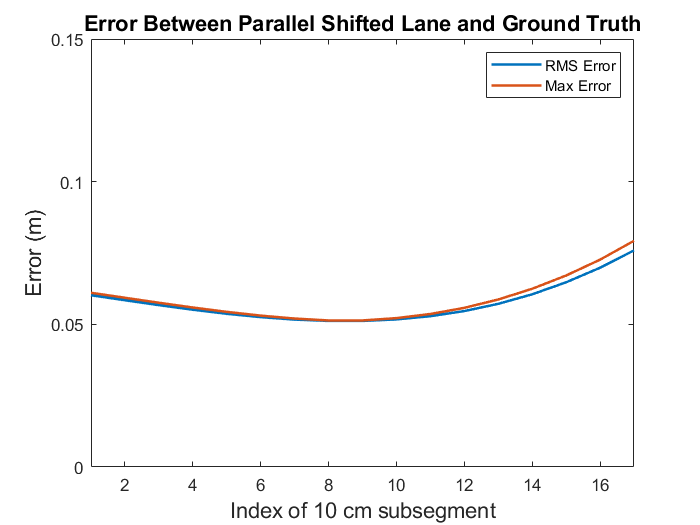 Error Between Parallel Shifted Lane and Ground Truth
RMS Error
Max Error
0.15
0.1
0.05
0
Error (m)
2 4 6 8 10 12 14 16
Index of 10 cm subsegment